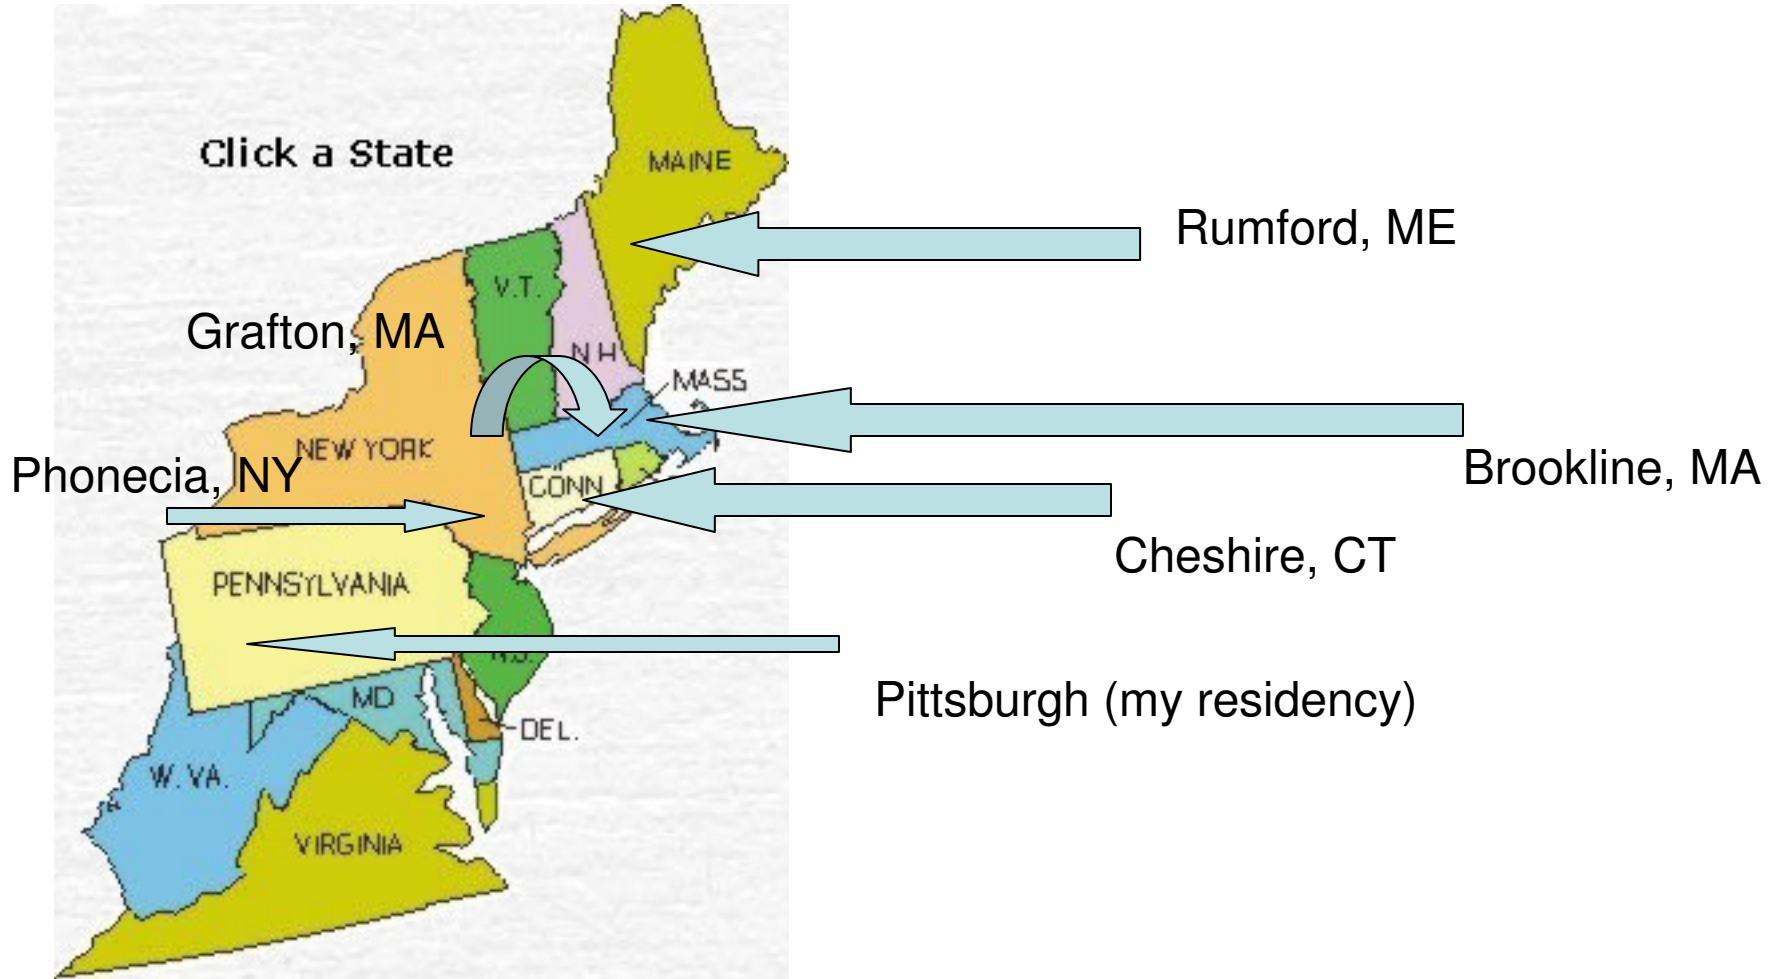 Click a State
MAINE
Rumford, ME
V.T.
Grafton, MA
N H
MASS
NEW YORK
Brookline, MA
Phonecia, NY
CONN
Cheshire, CT
PENNSYLVANIA
N.J.
MD
Pittsburgh (my residency)
DEL.
W. VA.
VIRGINIA